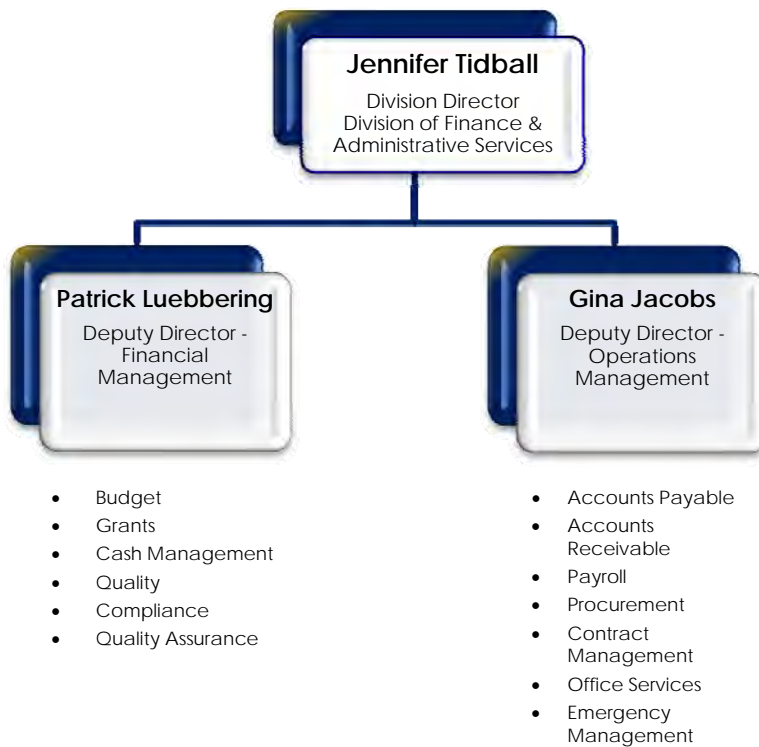 Jennifer Tidball
Division Director
Division of Finance &
Administrative Services
Patrick Luebbering
Deputy Director -
Financial
Management
Gina Jacobs
Deputy Director -
Operations
Management
• Budget
• Grants
• Cash Management
• Quality
• Compliance
• Quality Assurance
• Accounts Payable
• Accounts
Receivable
• Payroll
• Procurement
• Contract
Management
• Office Services
• Emergency
Management